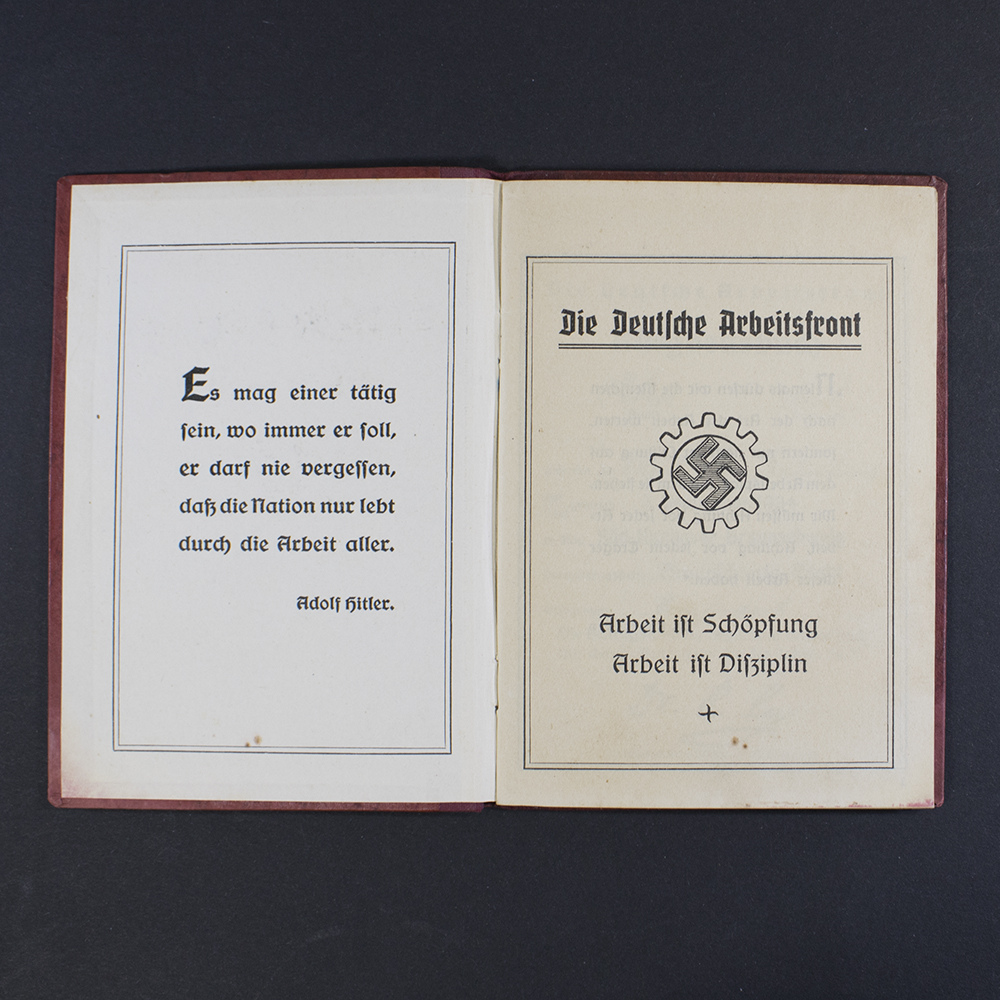 Es mag einer tätig
ſein, wo immer er ſoll,
er darf nie vergeſſen,
daß die Nation nur lebt
durch die Arbeit aller.
Adolf Hitler.
Die Deutſche Arbeitsfront
Arbeit iſt Schöpfung
Arbeit iſt Diſziplin